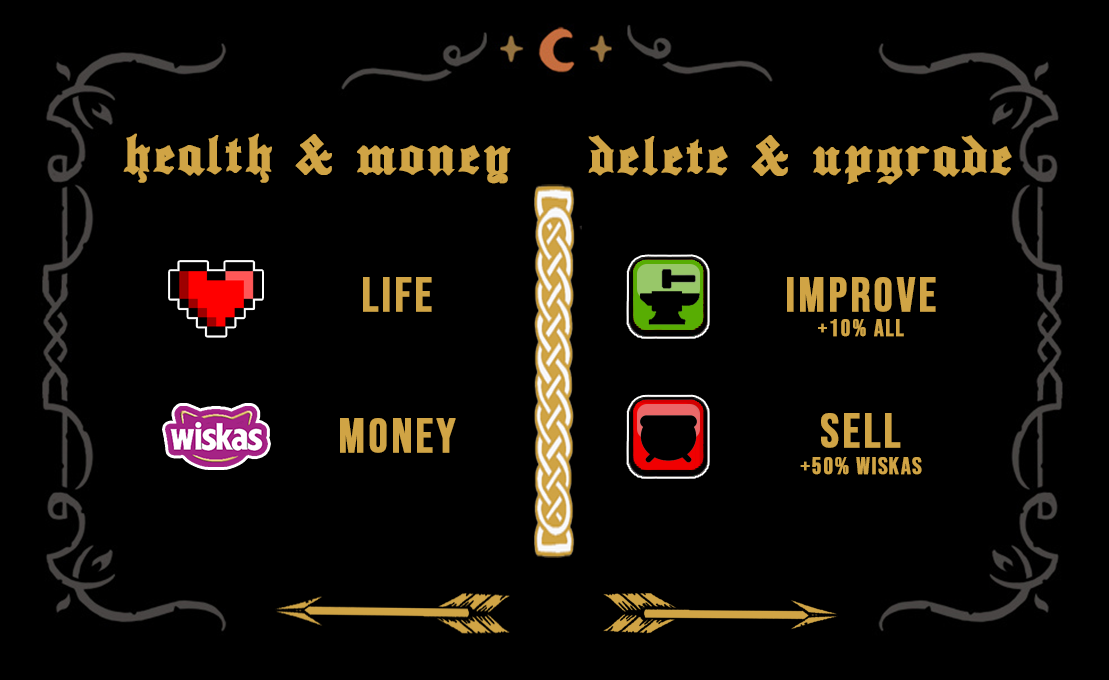 health & money
LIFE
wiskas
MONEY
delete & upgrade
IMPROVE
+10% ALL
SELL
+50% WISKAS